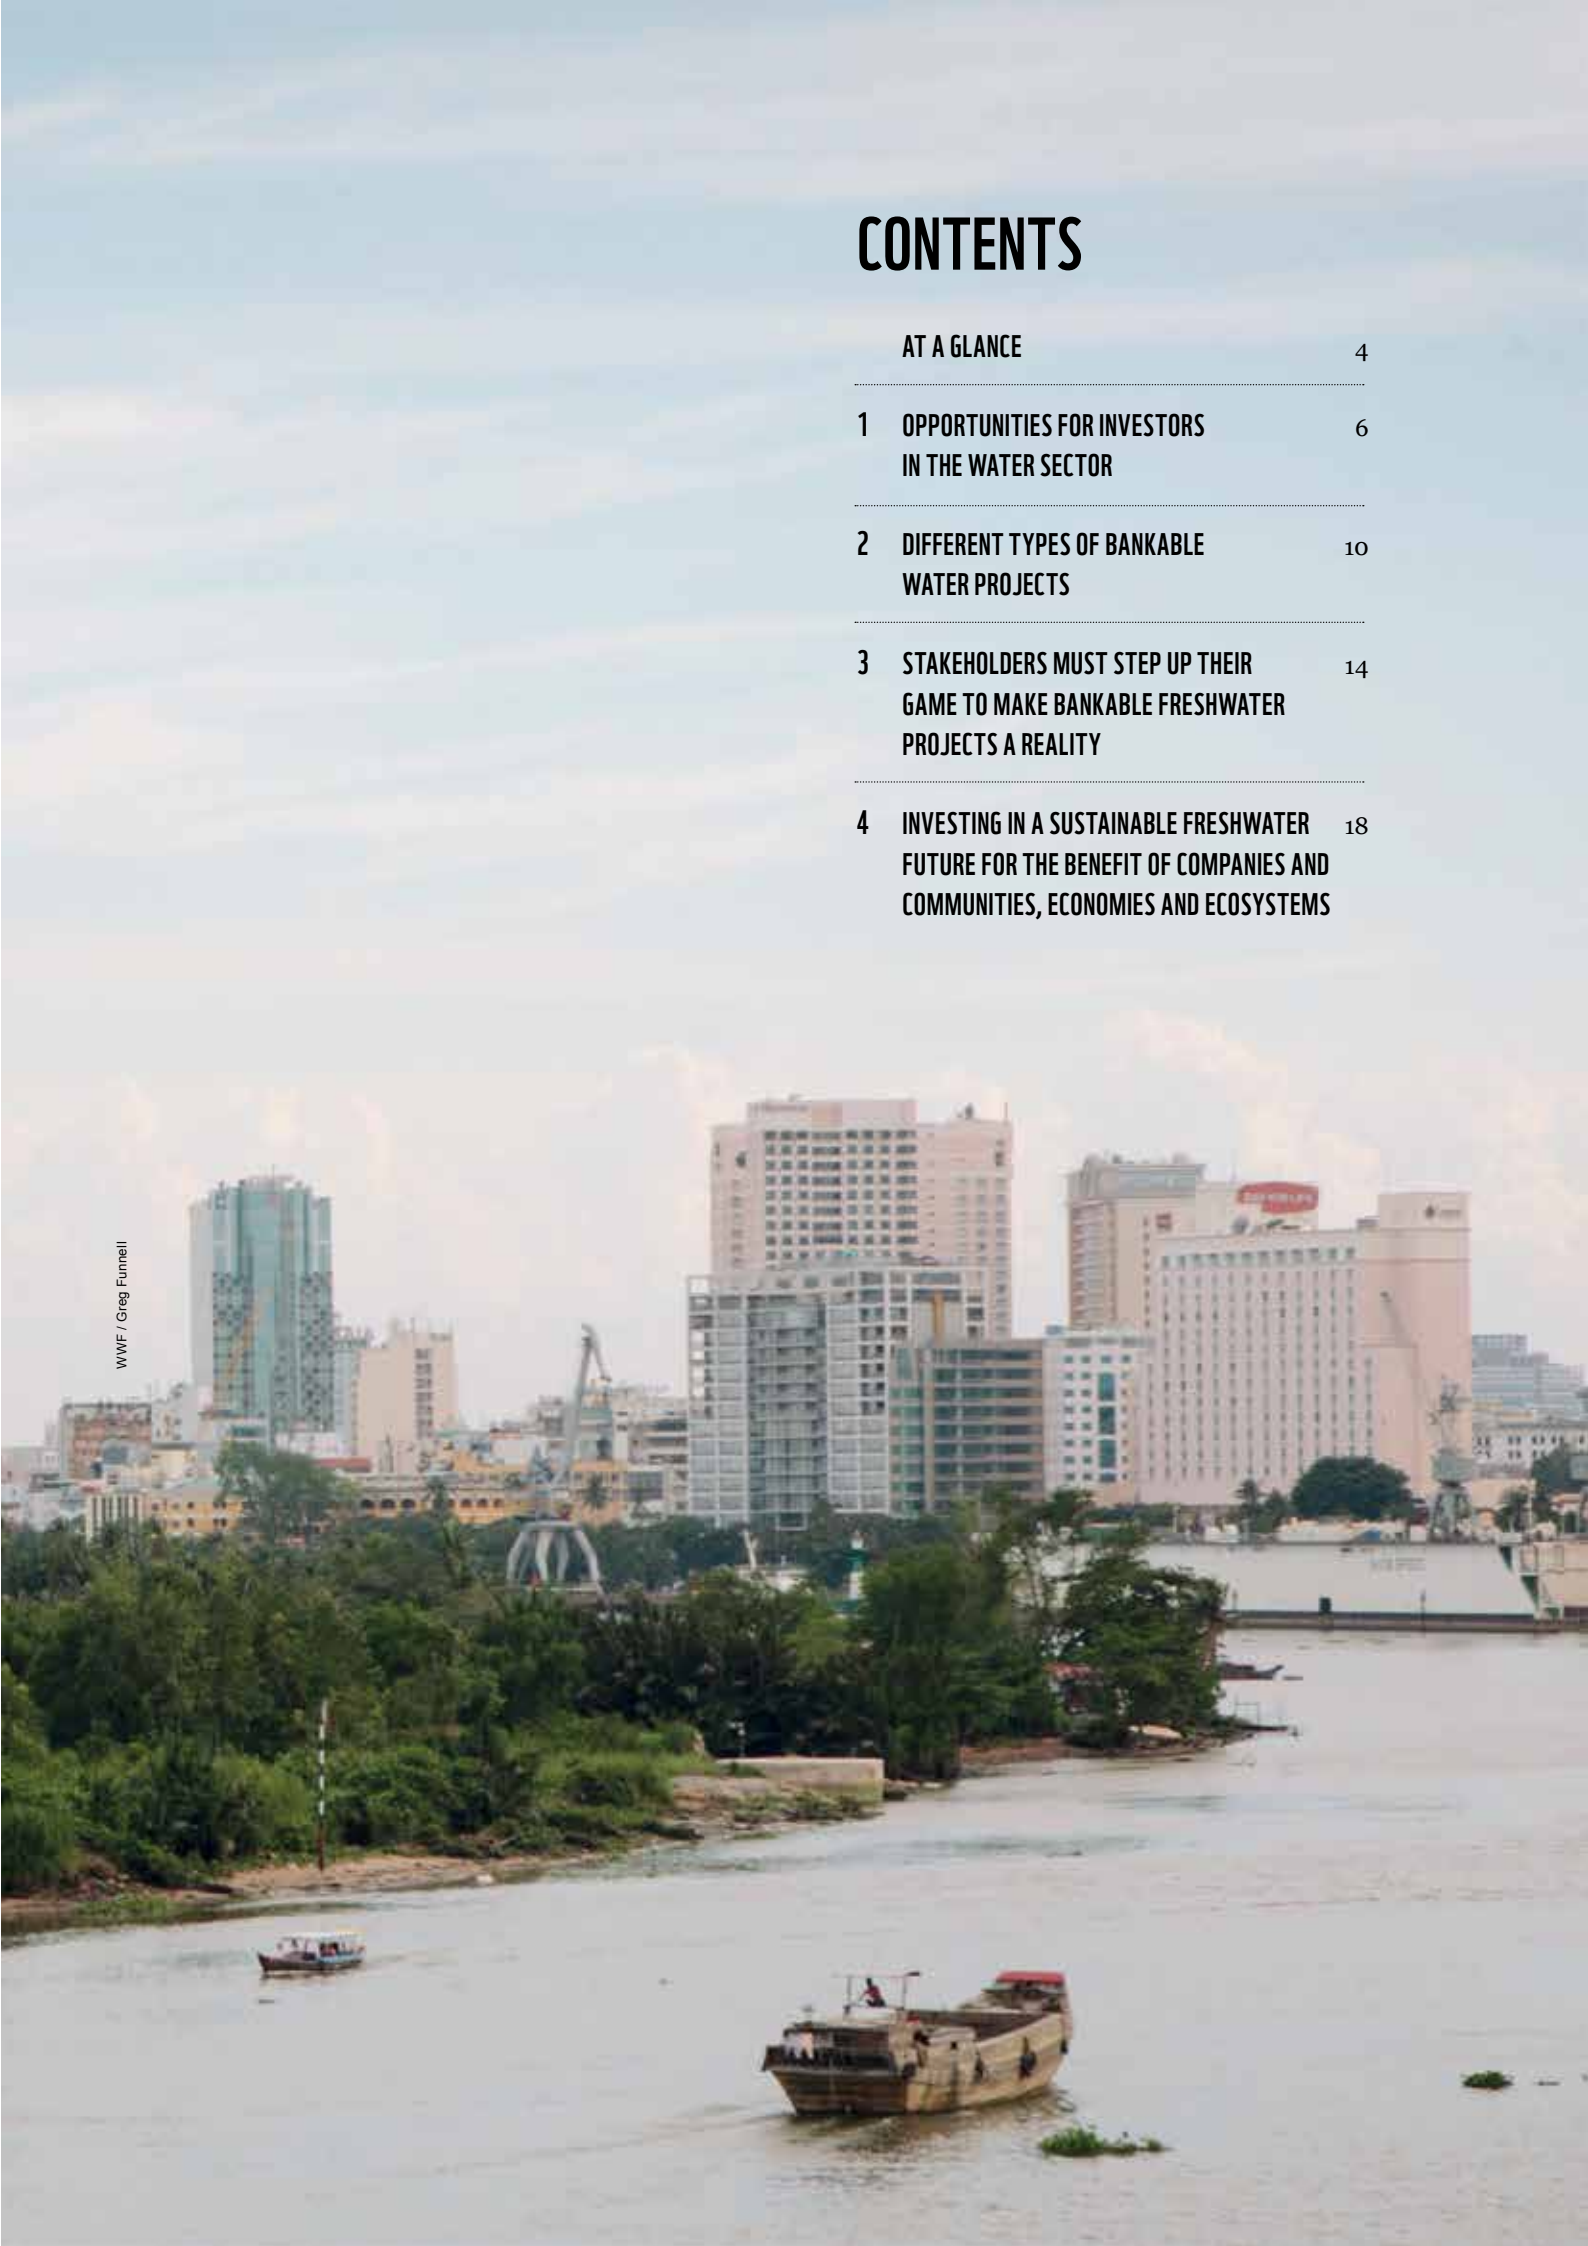 CONTENTS
AT A GLANCE 4
1 OPPORTUNITIES FOR INVESTORS 6
IN THE WATER SECTOR
2 DIFFERENT TYPES OF BANKABLE 10
WATER PROJECTS
3 STAKEHOLDERS MUST STEP UP THEIR 14
GAME TO MAKE BANKABLE FRESHWATER
PROJECTS A REALITY
4 INVESTING IN A SUSTAINABLE FRESHWATER 18
FUTURE FOR THE BENEFIT OF COMPANIES AND
COMMUNITIES, ECONOMIES AND ECOSYSTEMS
WWF / Greg Funnell